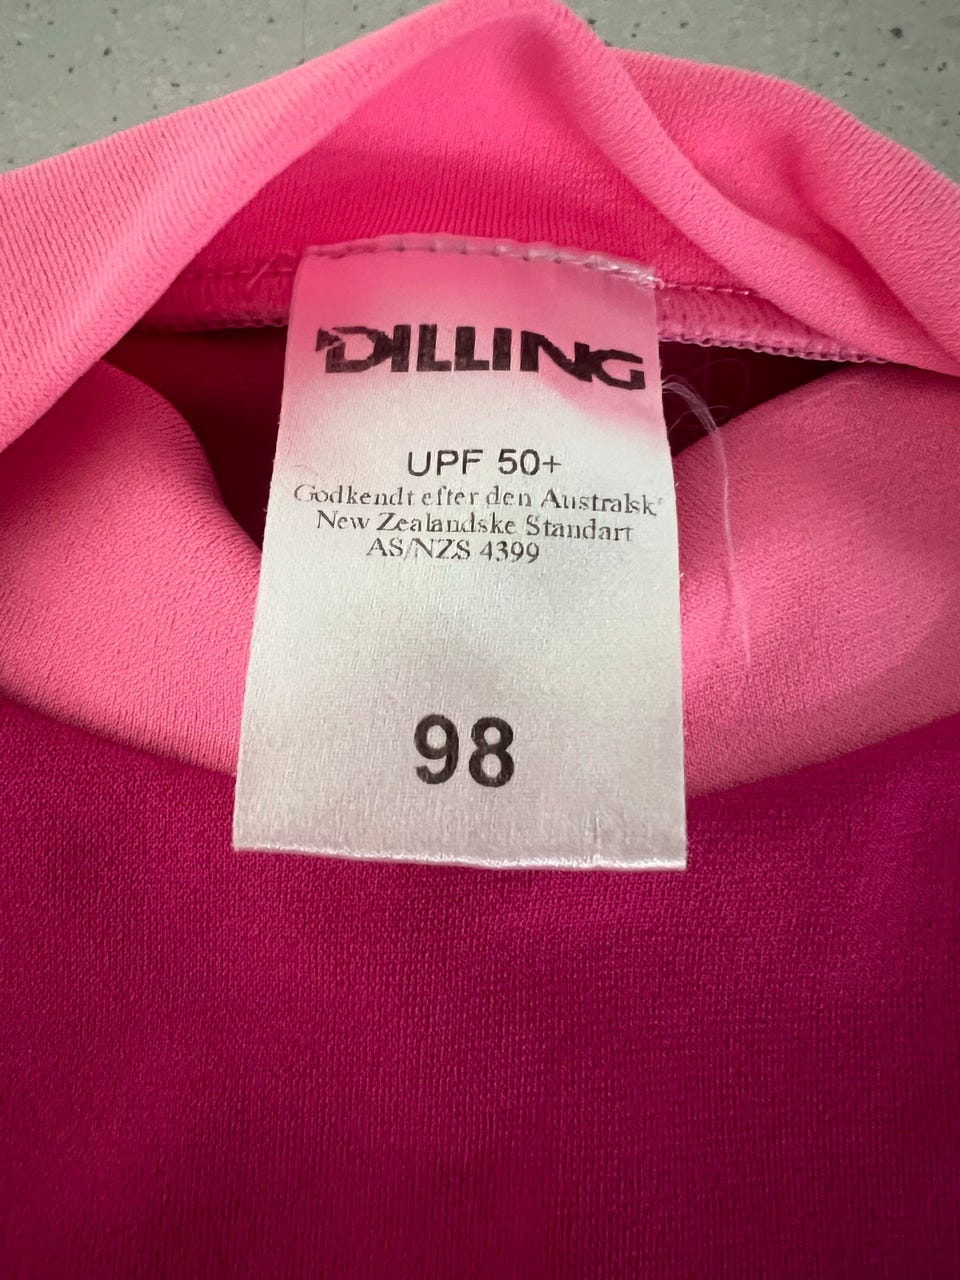 DILLING
UPF 50+
Godkendt efter den Australsk
New Zealandske Standart
AS/NZS 4399
98